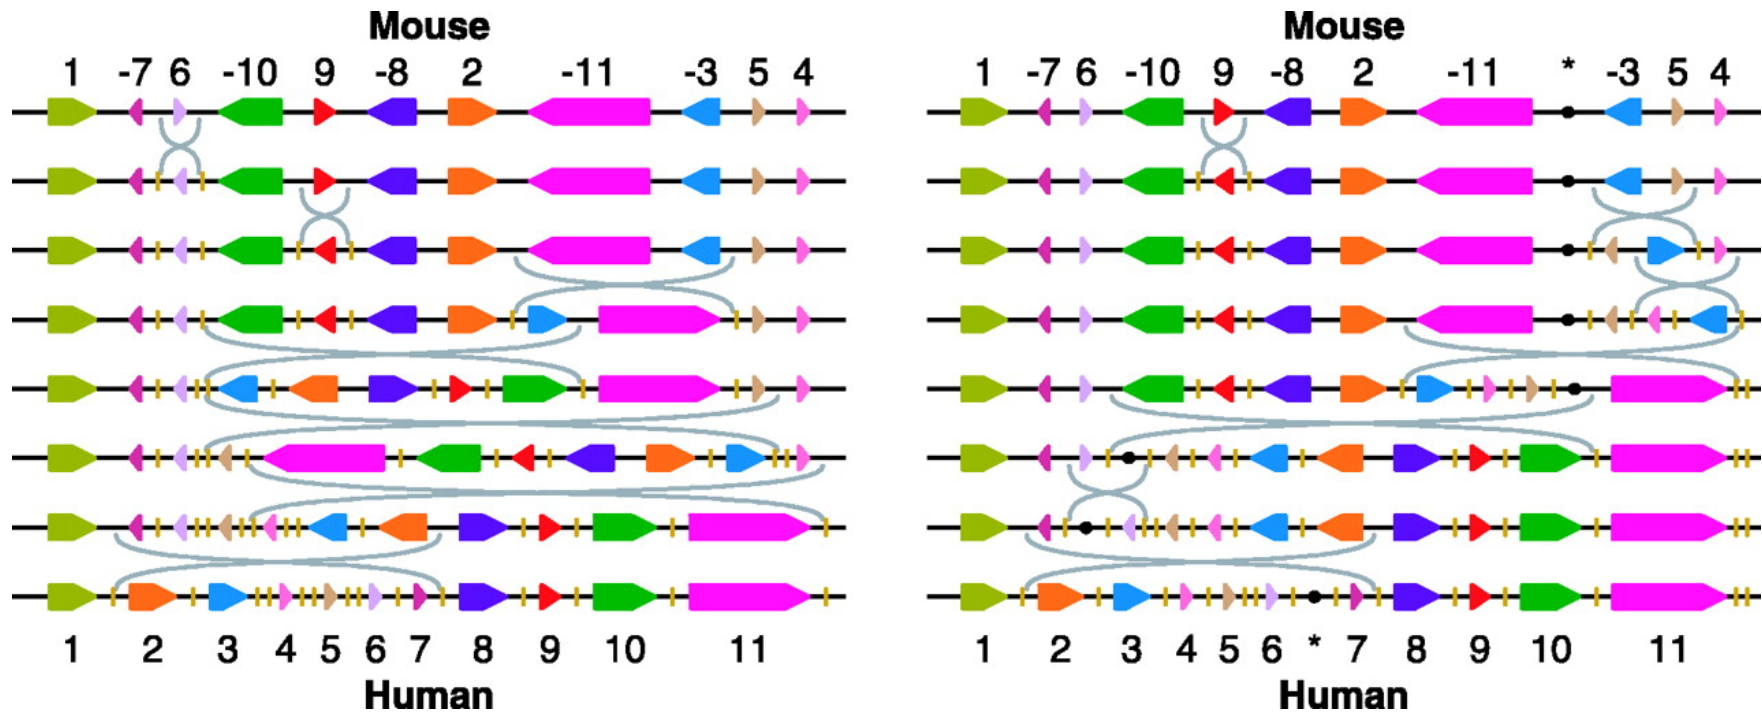 Mouse
1 -7 6 -10 9 -8 2 -11 -3 5 4
1 2 3 4 5 6 7 8 9 10 11
Human
Mouse
1 -7 6 -10 9 -8 2 -11 * -3 5 4
1 2 3 4 5 6 * 7 8 9 10 11
Human